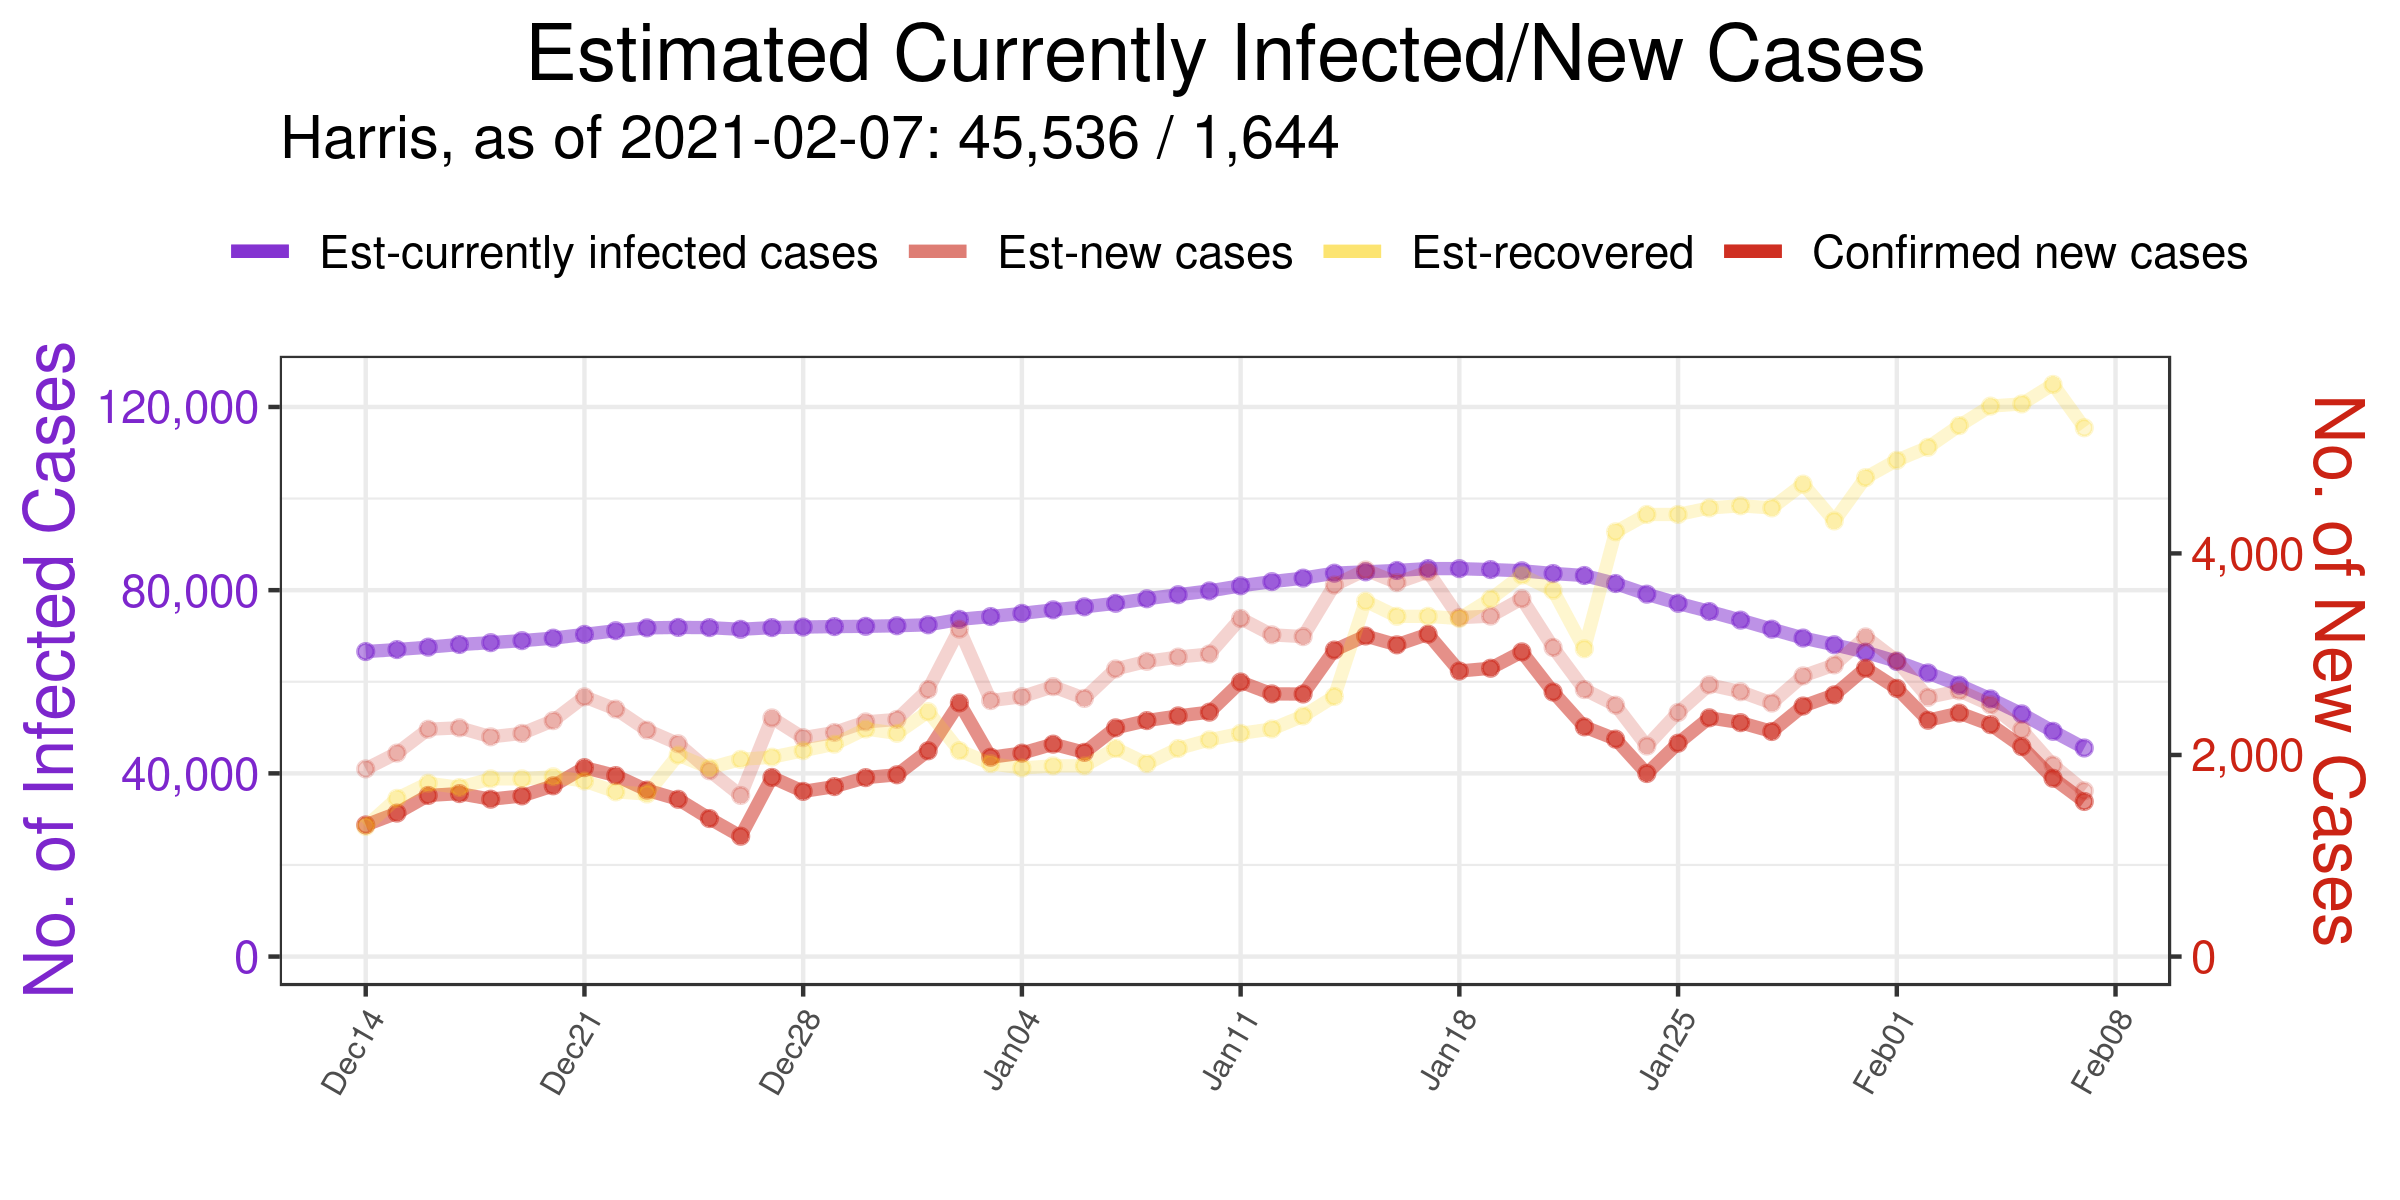 Estimated Currently Infected/New Cases
Harris, as of 2021-02-07: 45,536 / 1,644
Est-currently infected cases Est-new cases Est-recovered Confirmed new cases
No. of Infected Cases
120,000
80,000
40,000
0
4,000
2,000
0
No. of New Cases
Dec14 Dec21 Dec28 Jan04 Jan11 Jan18 Jan25 Feb01 Feb08